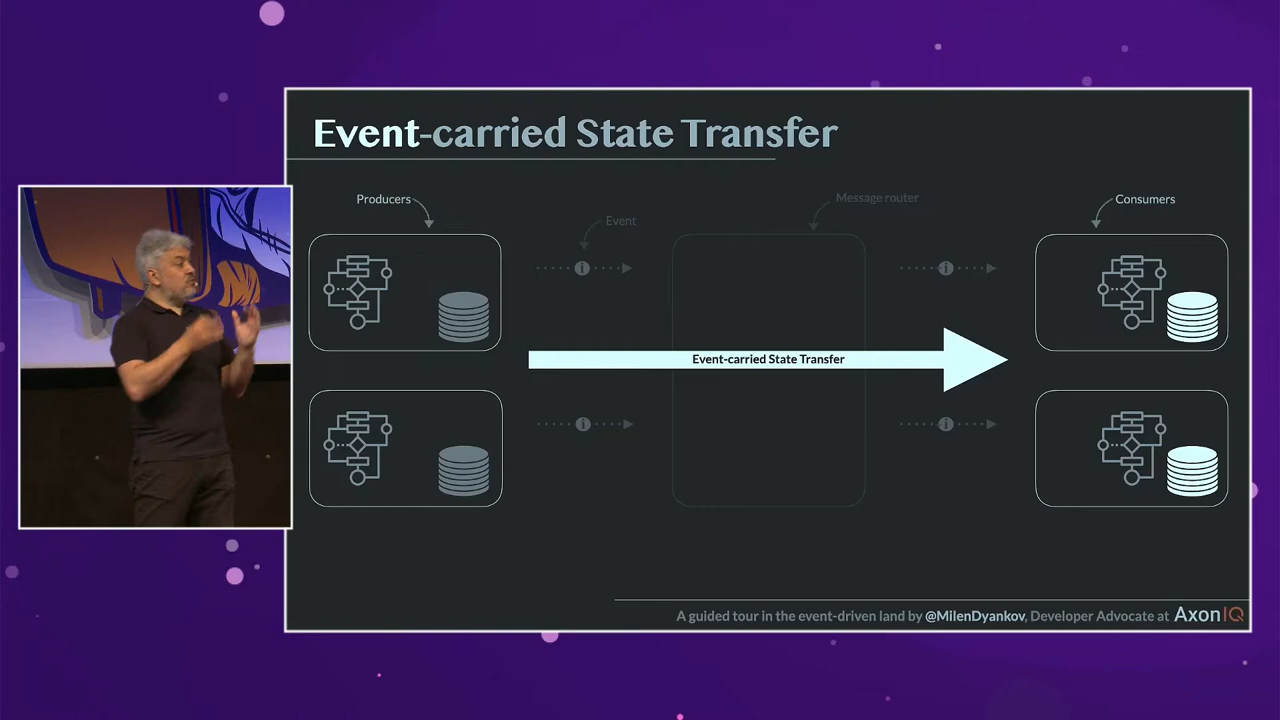 Event-carried State Transfer
Producers
Event
Message router
Consumers
i
i
Event-carried State Transfer
i
i
A guided tour in the event-driven land by @MilenDyankov, Developer Advocate at AxonIQ